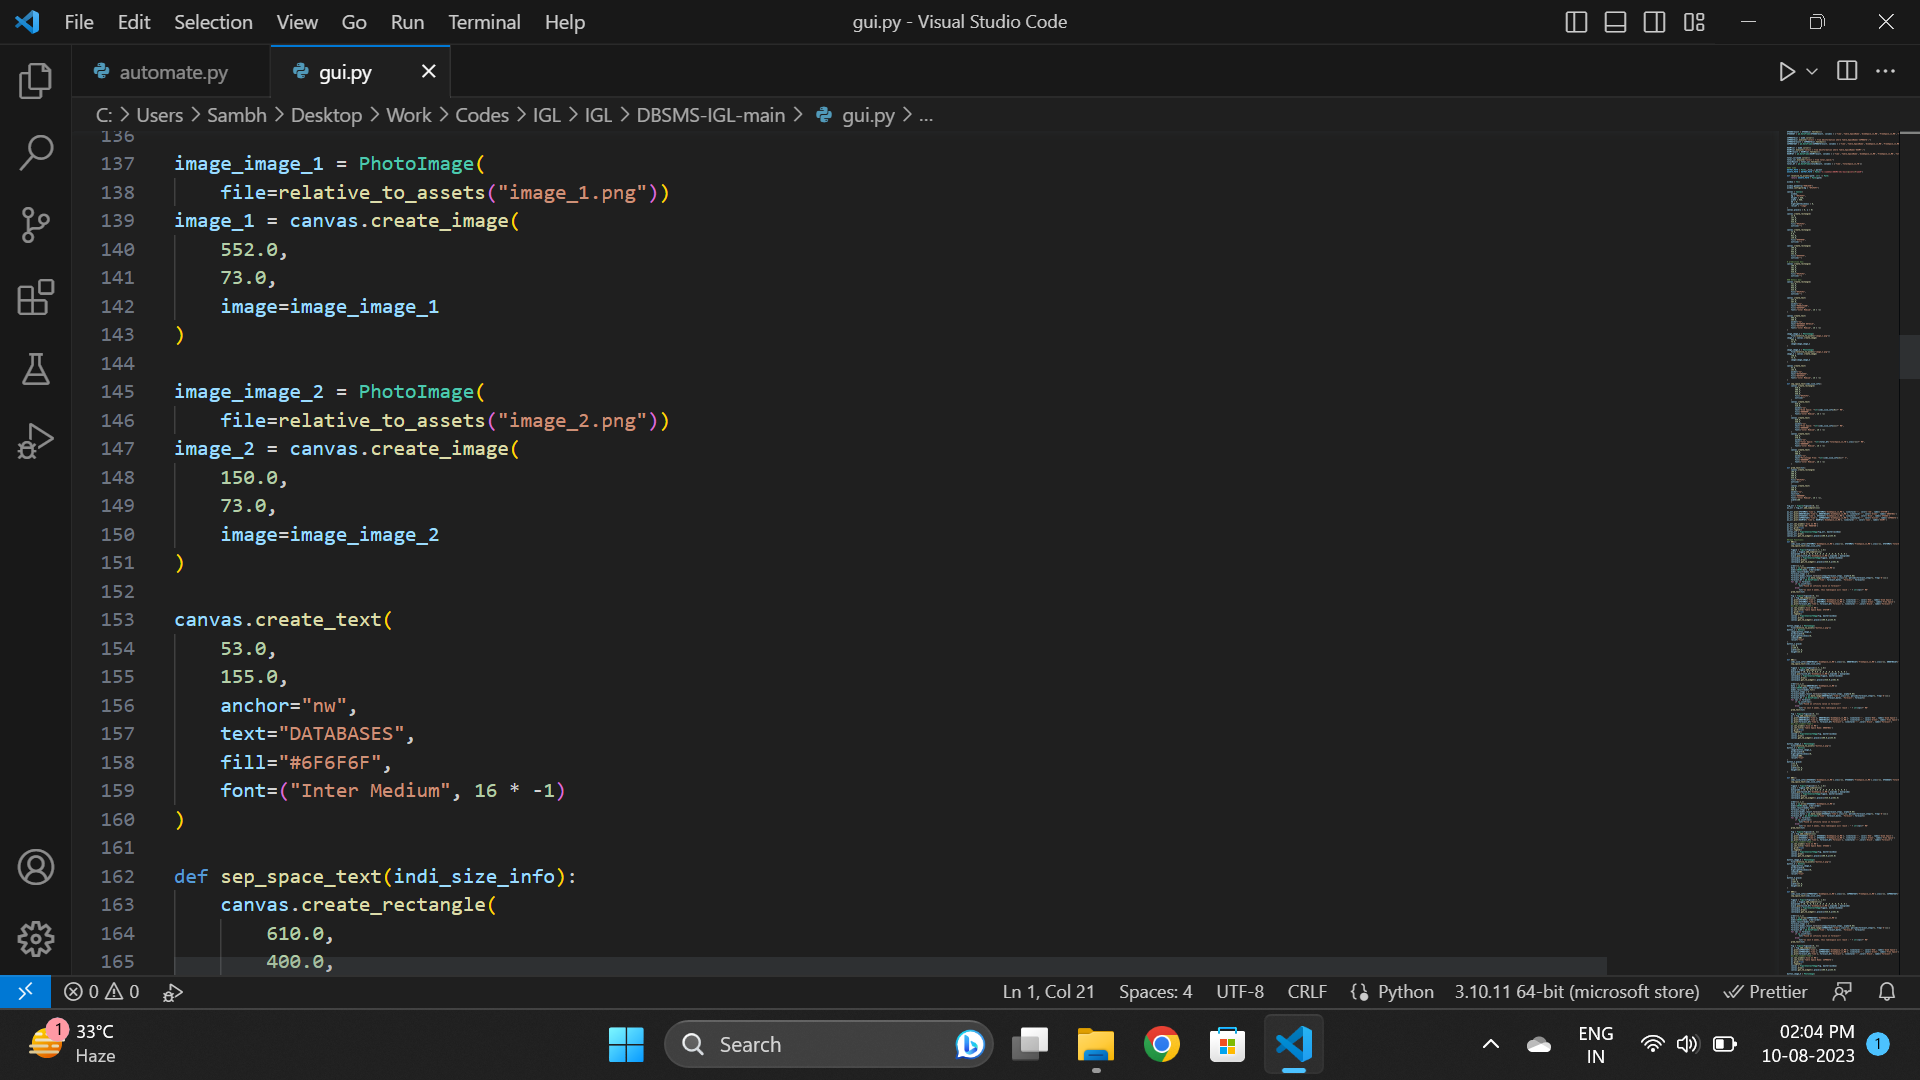 File Edit Selection View Go Run Terminal Help
gui.py - Visual Studio Code
automate.py
gui.py
C: > Users > Sambh > Desktop > Work > Codes > IGL > IGL > DBSMS-IGL-main > gui.py > ...
136
137 image_image_1 = PhotoImage(
138 file=relative_to_assets("image_1.png"))
139 image_1 = canvas.create_image(
140 552.0,
141 73.0,
142 image=image_image_1
143 )
144
145 image_image_2 = PhotoImage(
146 file=relative_to_assets("image_2.png"))
147 image_2 = canvas.create_image(
148 150.0,
149 73.0,
150 image=image_image_2
151 )
152
153 canvas.create_text(
154 53.0,
155 155.0,
156 anchor="nw",
157 text="DATABASES",
158 fill="#6F6F6F",
159 font=("Inter Medium", 16 * -1)
160 )
161
162 def sep_space_text(indi_size_info):
163 canvas.create_rectangle(
164 610.0,
165 400.0,
0 0
Ln 1, Col 21 Spaces: 4 UTF-8 CRLF Python 3.10.11 64-bit (microsoft store) Prettier
1
33°C
Haze
Search
ENG
IN
02:04 PM
10-08-2023
1